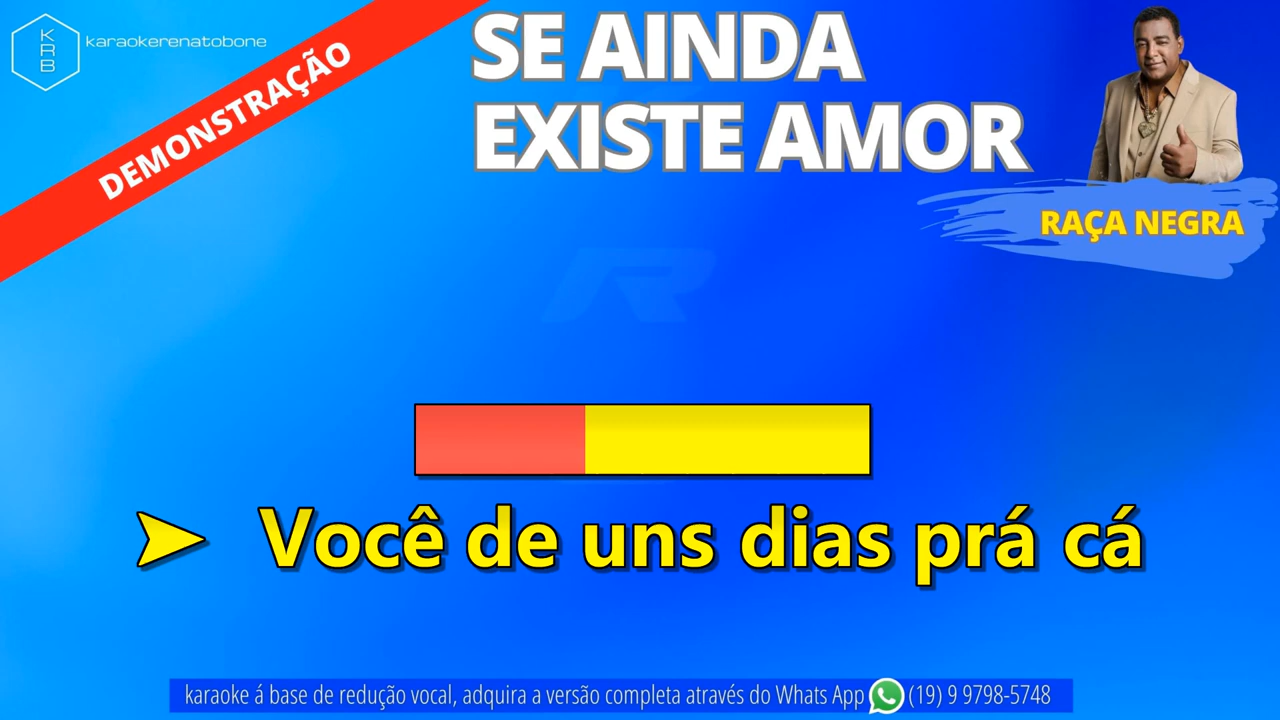 KRB
karaokerenatobone
DEMONSTRAÇÃO
SE AINDA
EXISTE AMOR
RAÇA NEGRA
Você de uns dias prá cá
karaoke á base de redução vocal, adquira a versão completa através do Whats App (19) 9 9798-5748